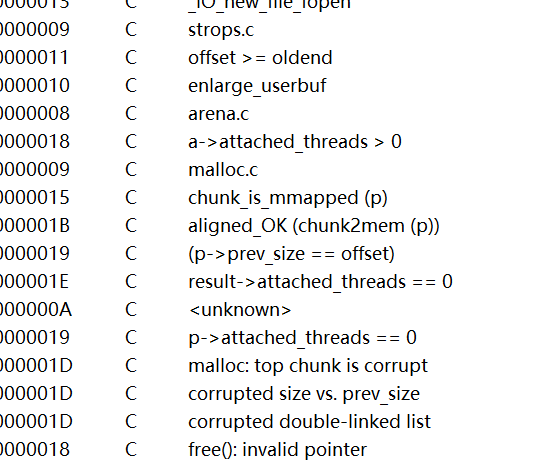 0000015 C _IO_new_file_fopen
0000009 C strops.c
0000011 C offset >= oldend
0000010 C enlarge_userbuf
0000008 C arena.c
0000018 C a->attached_threads > 0
0000009 C malloc.c
0000015 C chunk_is_mmapped (p)
000001B C aligned_OK (chunk2mem (p))
0000019 C (p->prev_size == offset)
000001E C result->attached_threads == 0
000000A C <unknown>
0000019 C p->attached_threads == 0
000001D C malloc: top chunk is corrupt
000001D C corrupted size vs. prev_size
000001D C corrupted double-linked list
0000018 C free(): invalid pointer